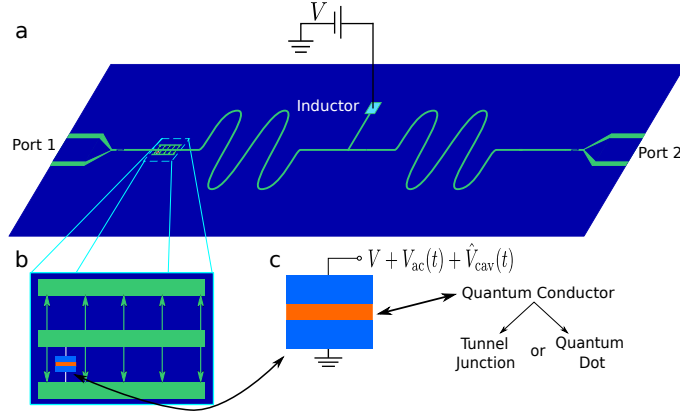 a
V
Inductor
Port 1
Port 2
b
c
V + V_ac(t) + V̂_cav(t)
Quantum Conductor
Tunnel Junction
or
Quantum Dot